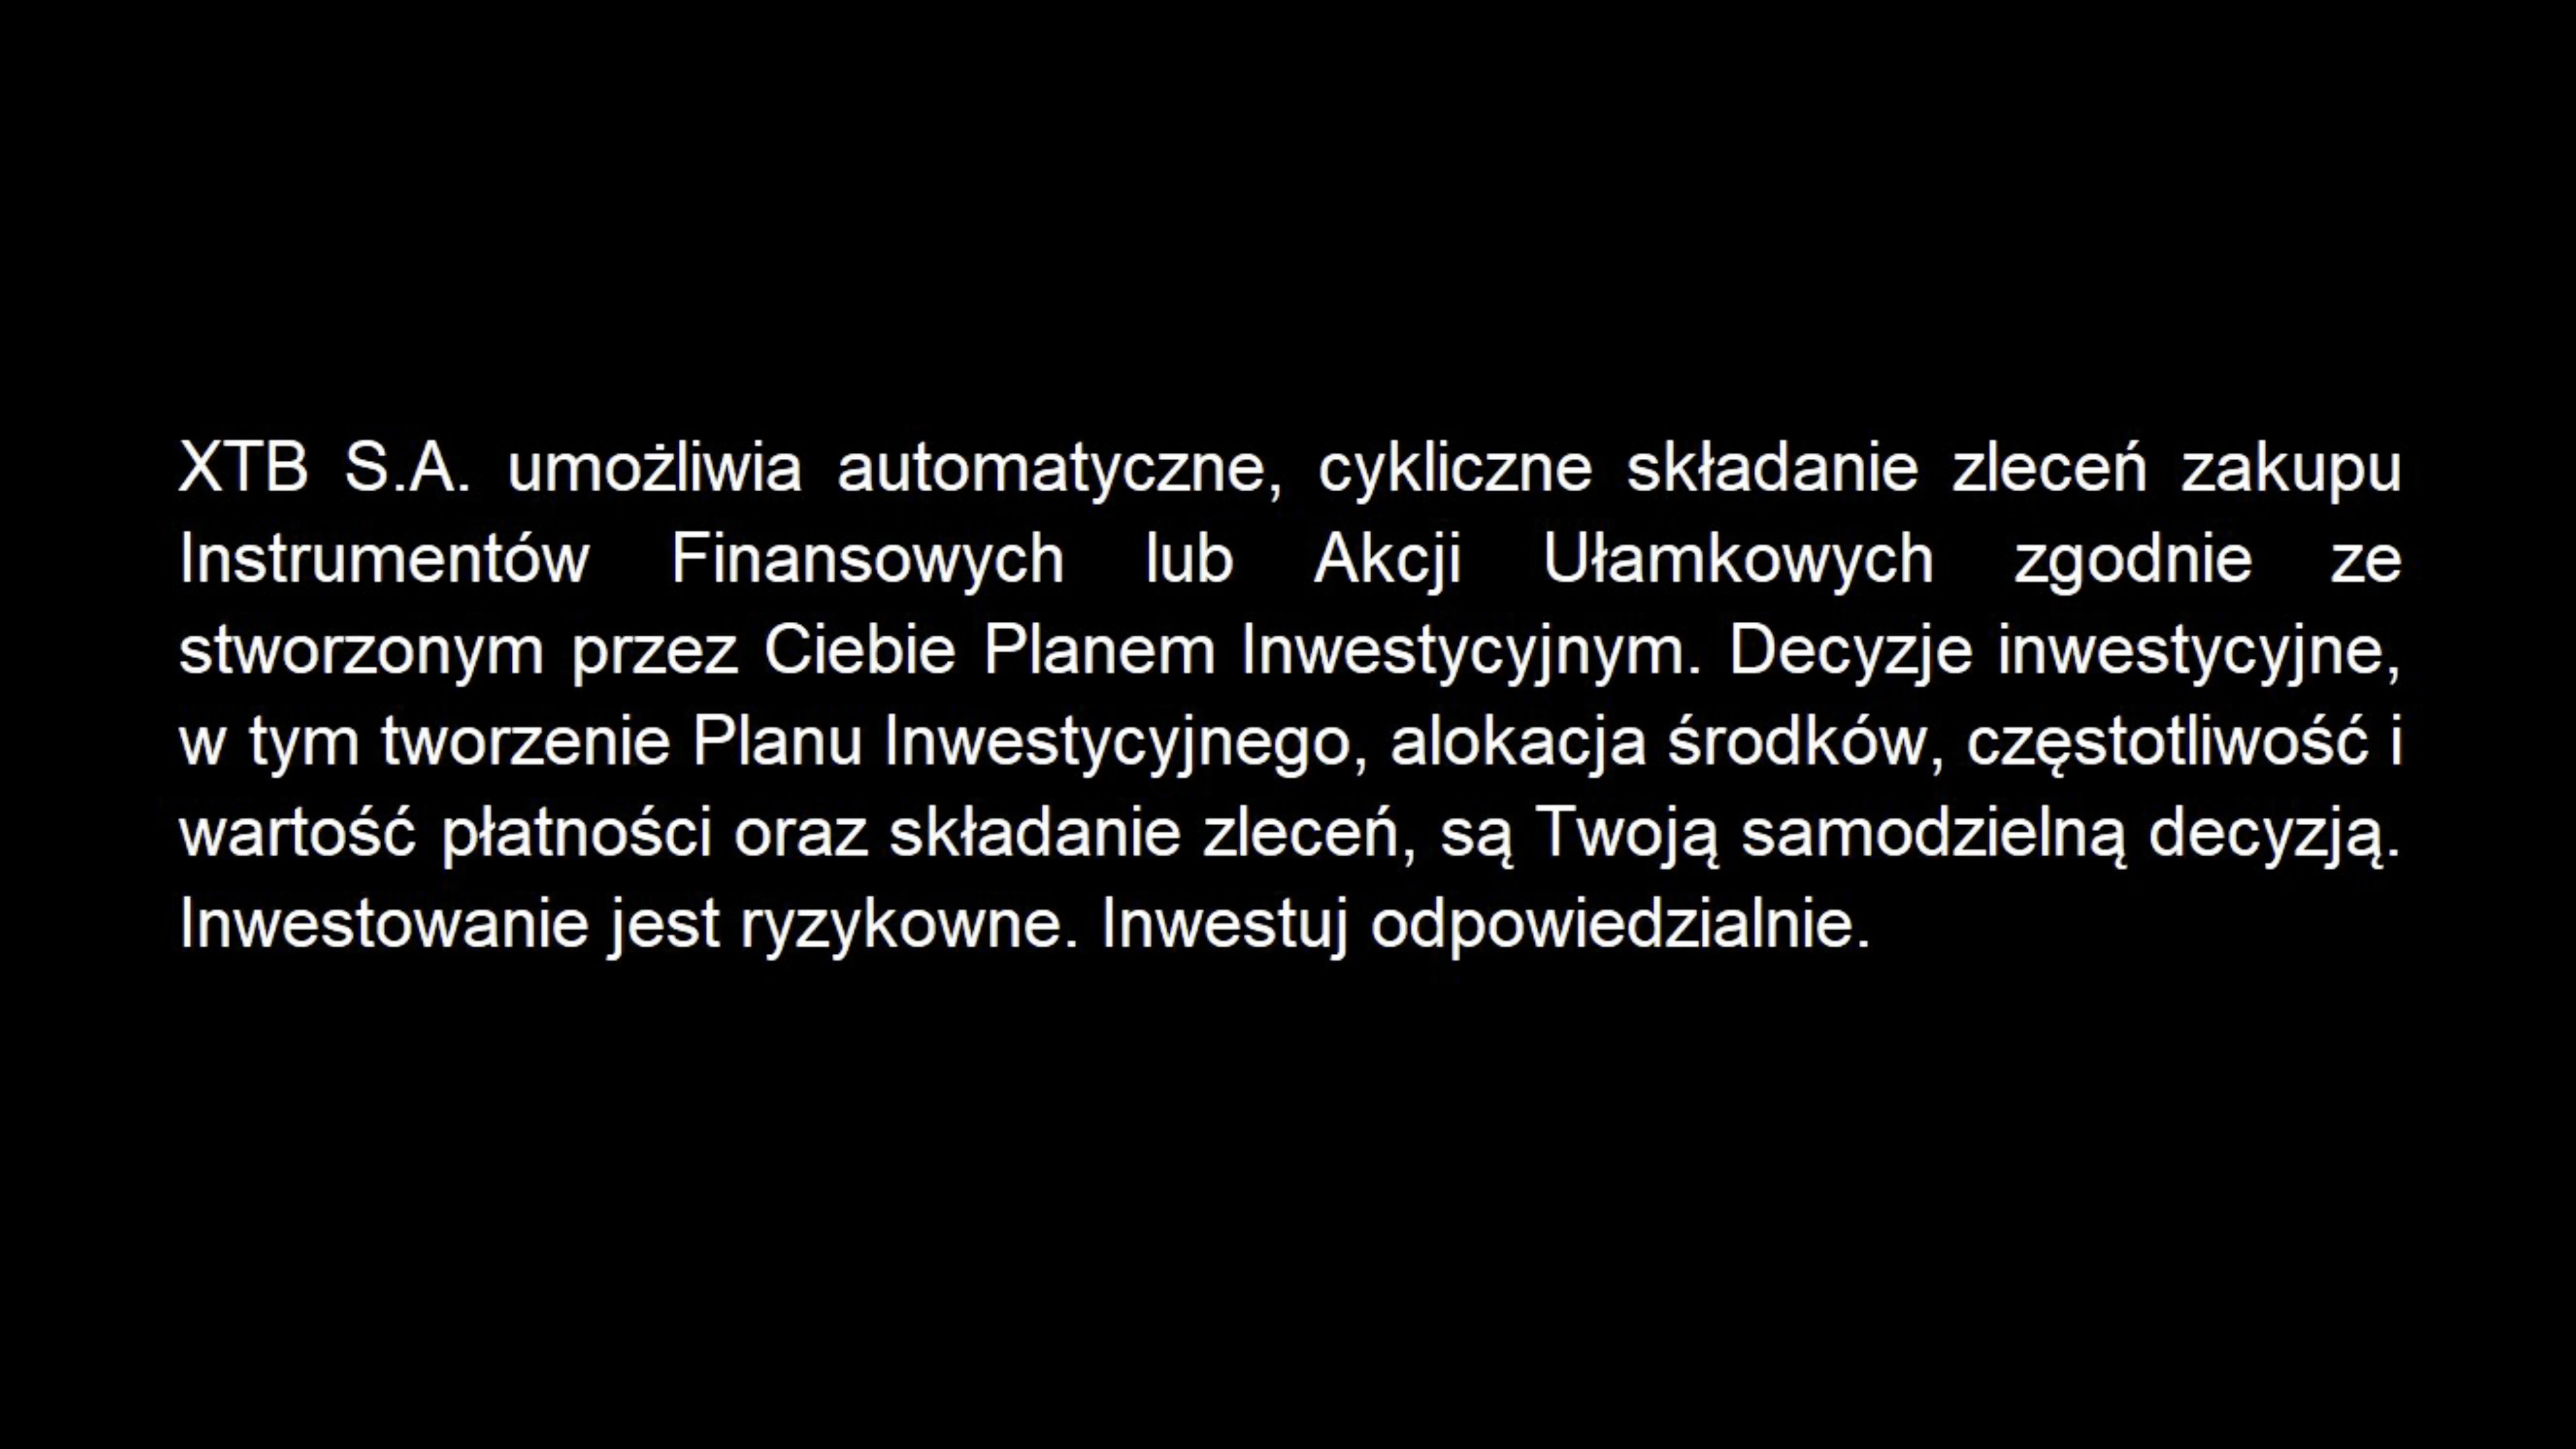 XTB S.A. umożliwia automatyczne, cykliczne składanie zleceń zakupu
Instrumentów Finansowych lub Akcji Ułamkowych zgodnie ze
stworzonym przez Ciebie Planem Inwestycyjnym. Decyzje inwestycyjne,
w tym tworzenie Planu Inwestycyjnego, alokacja środków, częstotliwość i
wartość płatności oraz składanie zleceń, są Twoją samodzielną decyzją.
Inwestowanie jest ryzykowne. Inwestuj odpowiedzialnie.